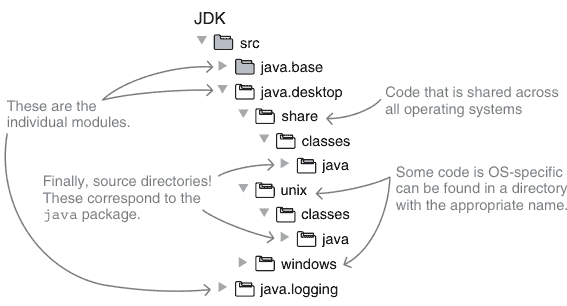 JDK
src
java.base
java.desktop
These are the
individual modules.
share
Code that is shared across
all operating systems
classes
java
Finally, source directories!
These correspond to the
java package.
unix
Some code is OS-specific
can be found in a directory
with the appropriate name.
classes
java
windows
java.logging